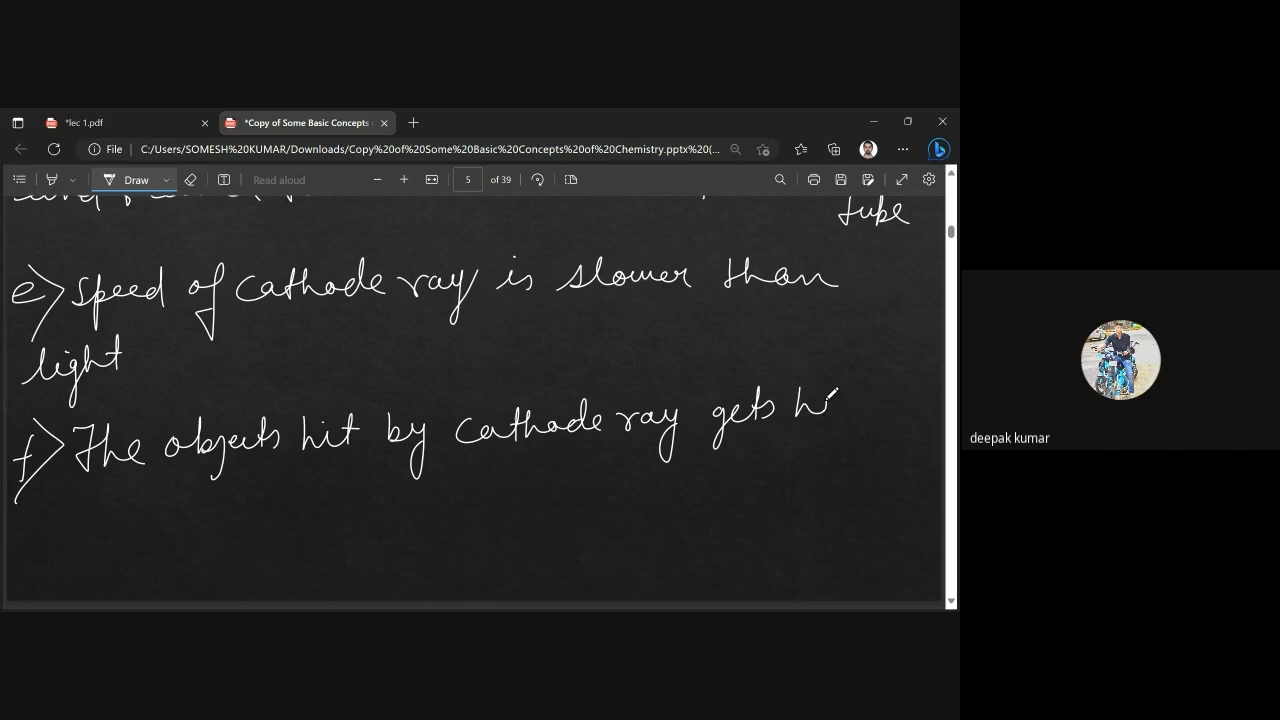 *lec 1.pdf
*Copy of Some Basic Concepts
File
C:/Users/SOMESH%20KUMAR/Downloads/Copy%20of%20Some%20Basic%20Concepts%20of%20Chemistry.pptx%20(...
Draw
Read aloud
5 of 39
tube
e) Speed of cathode ray is slower than
light
f) The objects hit by cathode ray gets h
deepak kumar